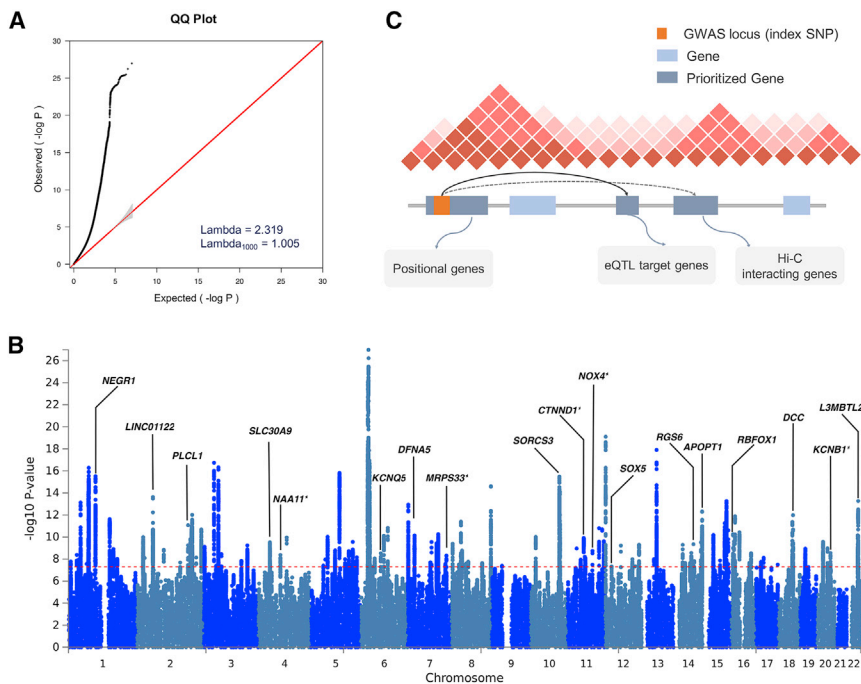 A
QQ Plot
30
25
20
15
10
5
0
Observed ( -log P )
Lambda = 2.319
Lambda1000 = 1.005
0 5 10 15 20 25 30
Expected ( -log P )
C
GWAS locus (index SNP)
Gene
Prioritized Gene
Positional genes
eQTL target genes
Hi-C
interacting genes
B
26
24
22
20
18
16
14
12
10
8
6
4
2
0
-log10 P-value
NEGR1
LINC01122
PLCL1
SLC30A9
NAA11*
KCNQ5
DFNA5
MRPS33*
SORCS3
CTNND1*
NOX4*
SOX5
RGS6
APOPT1
RBFOX1
DCC
KCNB1*
L3MBTL2
1 2 3 4 5 6 7 8 9 10 11 12 13 14 15 16 17 18 19 20 21 22
Chromosome